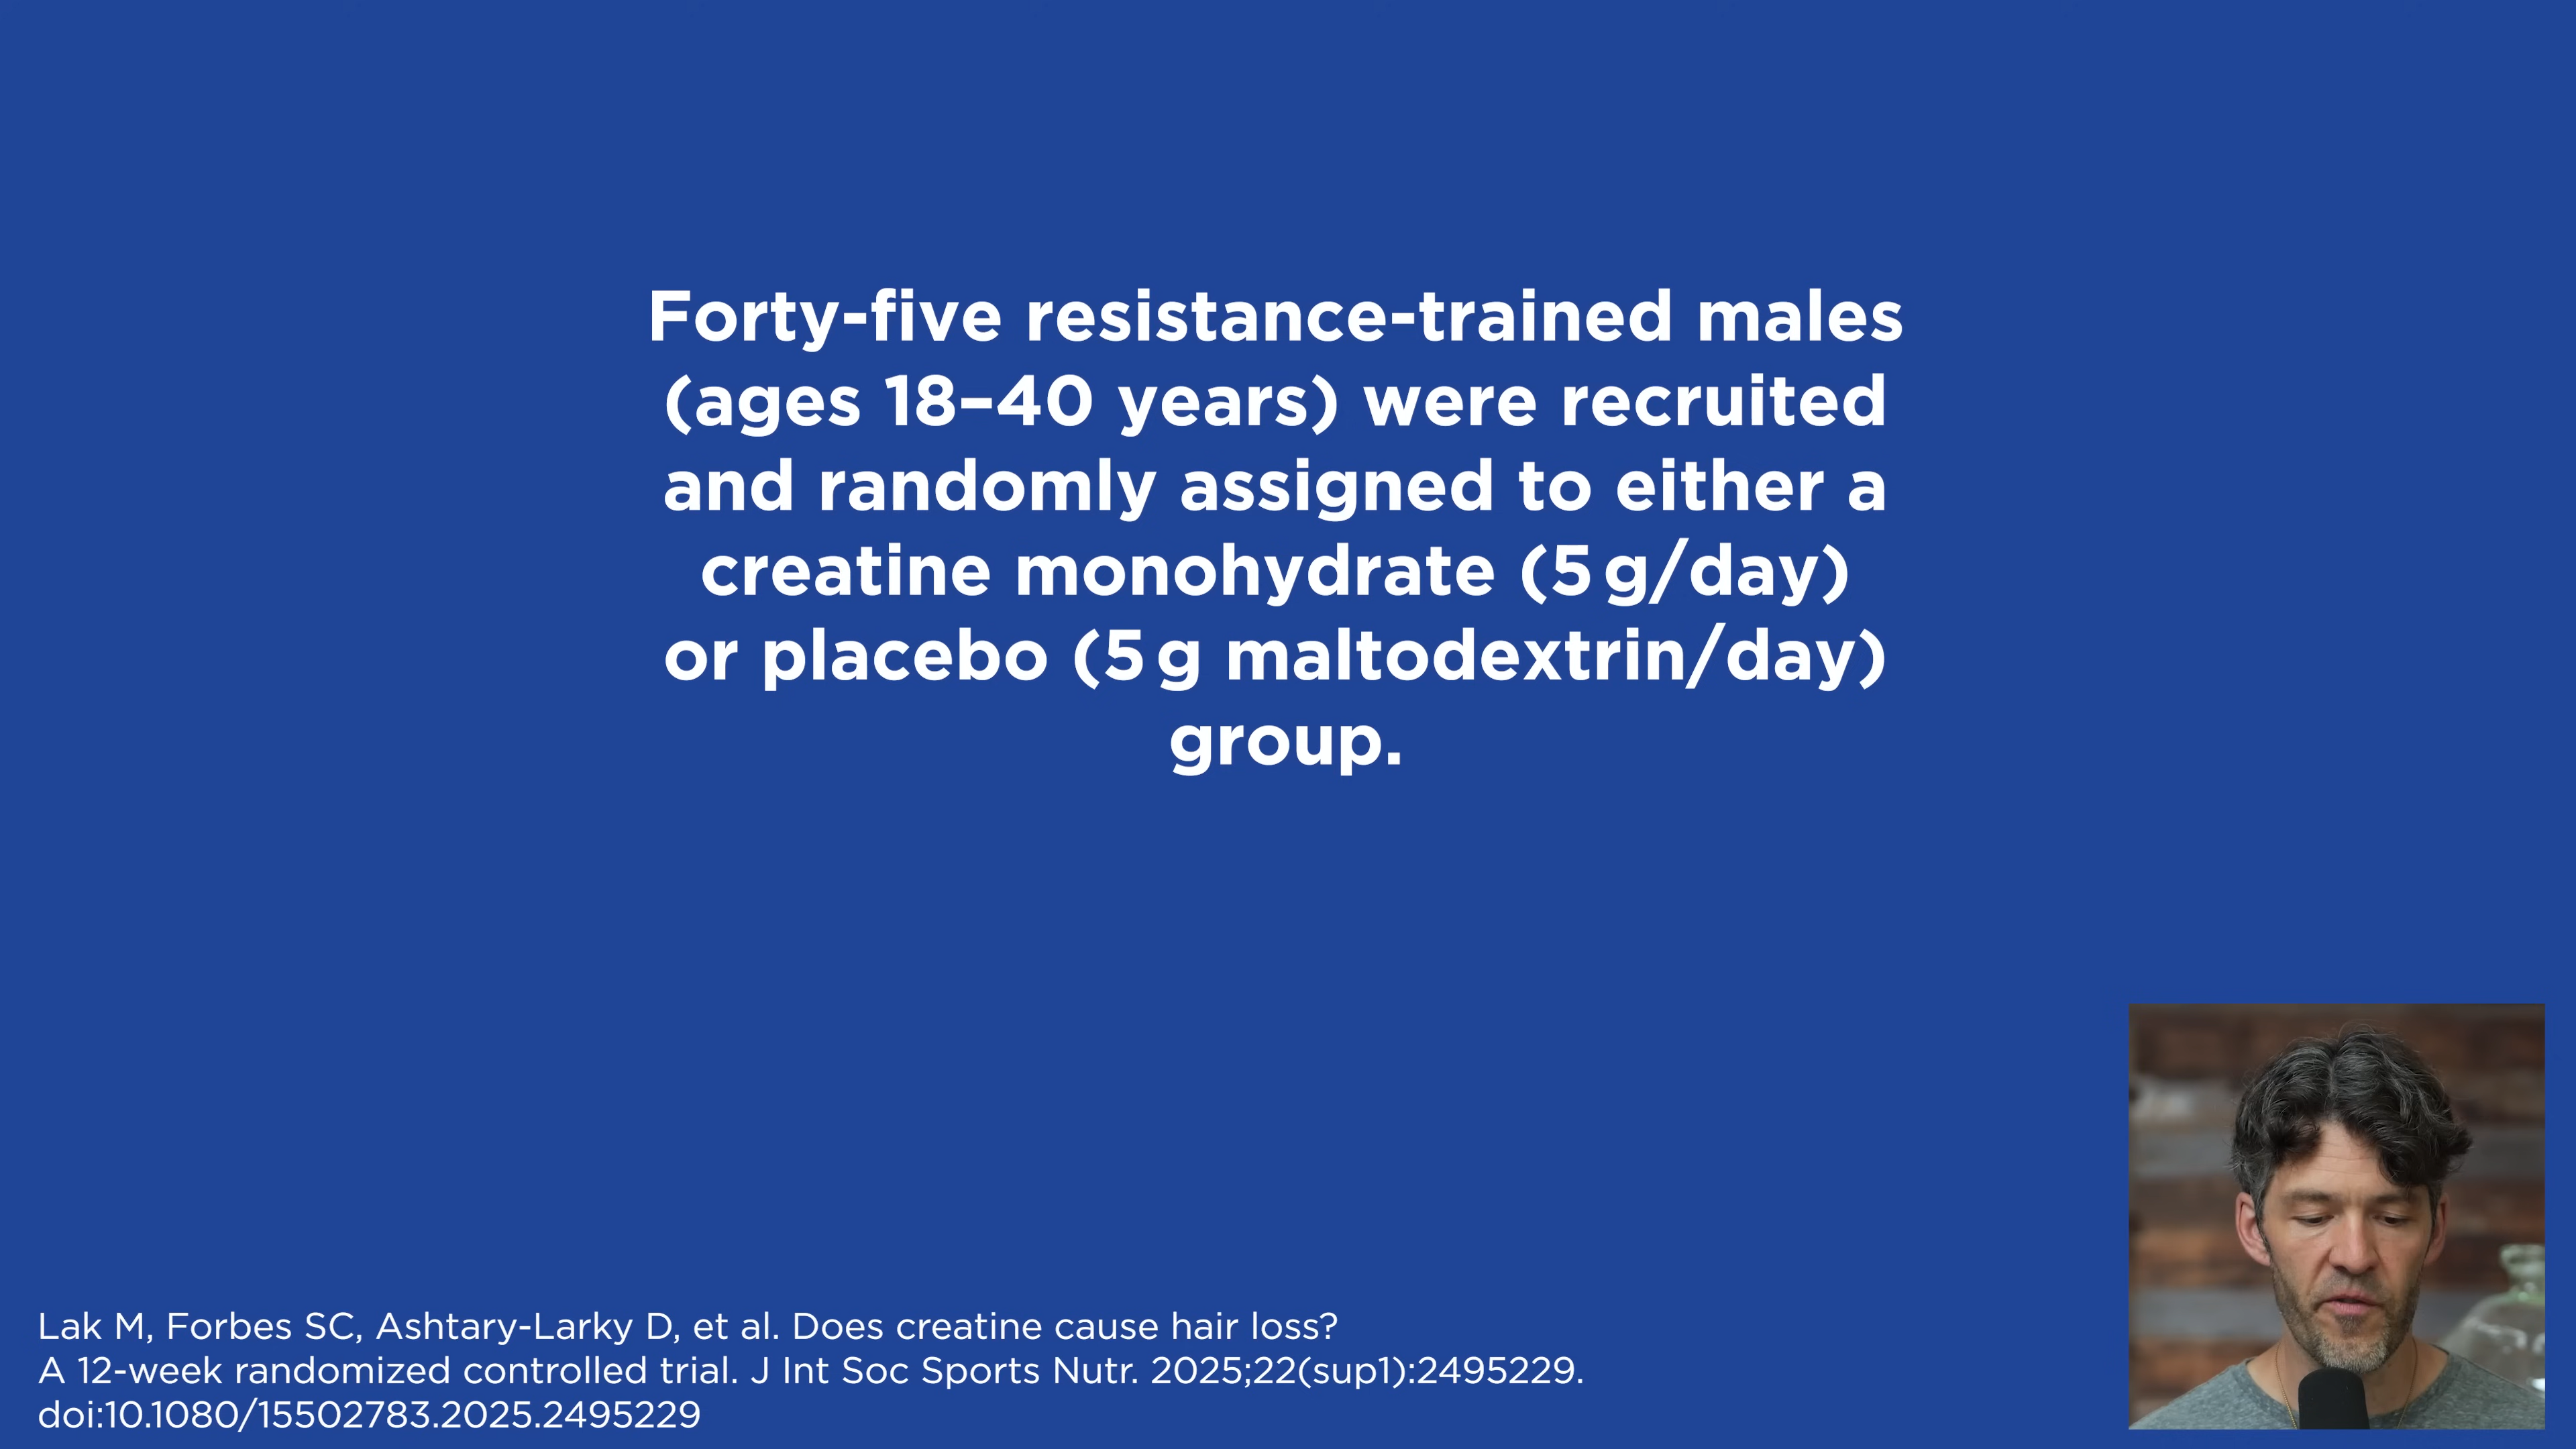 Forty-five resistance-trained males
(ages 18–40 years) were recruited
and randomly assigned to either a
creatine monohydrate (5 g/day)
or placebo (5 g maltodextrin/day)
group.
Lak M, Forbes SC, Ashtary-Larky D, et al. Does creatine cause hair loss?
A 12-week randomized controlled trial. J Int Soc Sports Nutr. 2025;22(sup1):2495229.
doi:10.1080/15502783.2025.2495229